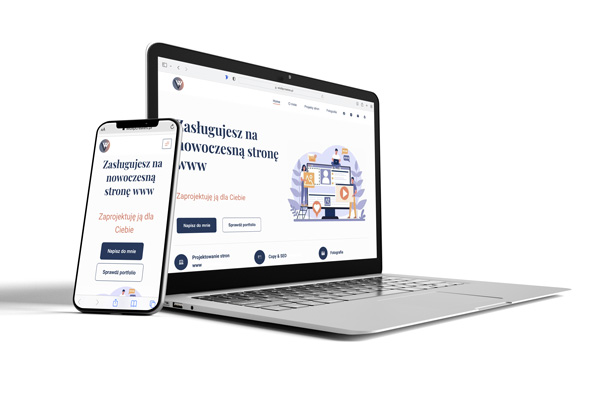 Home
Zasługujesz na
nowoczesną stronę
www
Zaprojektuję ją dla Ciebie
Napisz do mnie
Sprawdź portfolio
Projektowanie stron
www
Copy & SEO
Fotografia
Zasługujesz na
nowoczesną
stronę www
Zaprojektuję ją dla
Ciebie
Napisz do mnie
Sprawdź portfolio